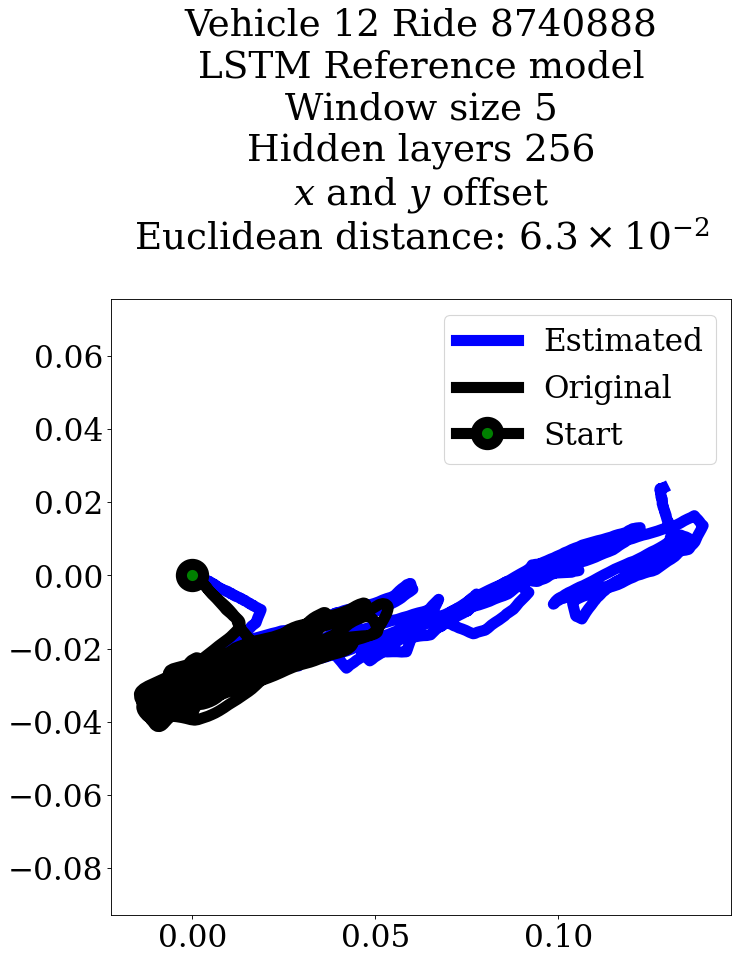 Vehicle 12 Ride 8740888
LSTM Reference model
Window size 5
Hidden layers 256
x and y offset
Euclidean distance: 6.3 × 10⁻²
Estimated
Original
Start
0.06
0.04
0.02
0.00
−0.02
−0.04
−0.06
−0.08
0.00 0.05 0.10